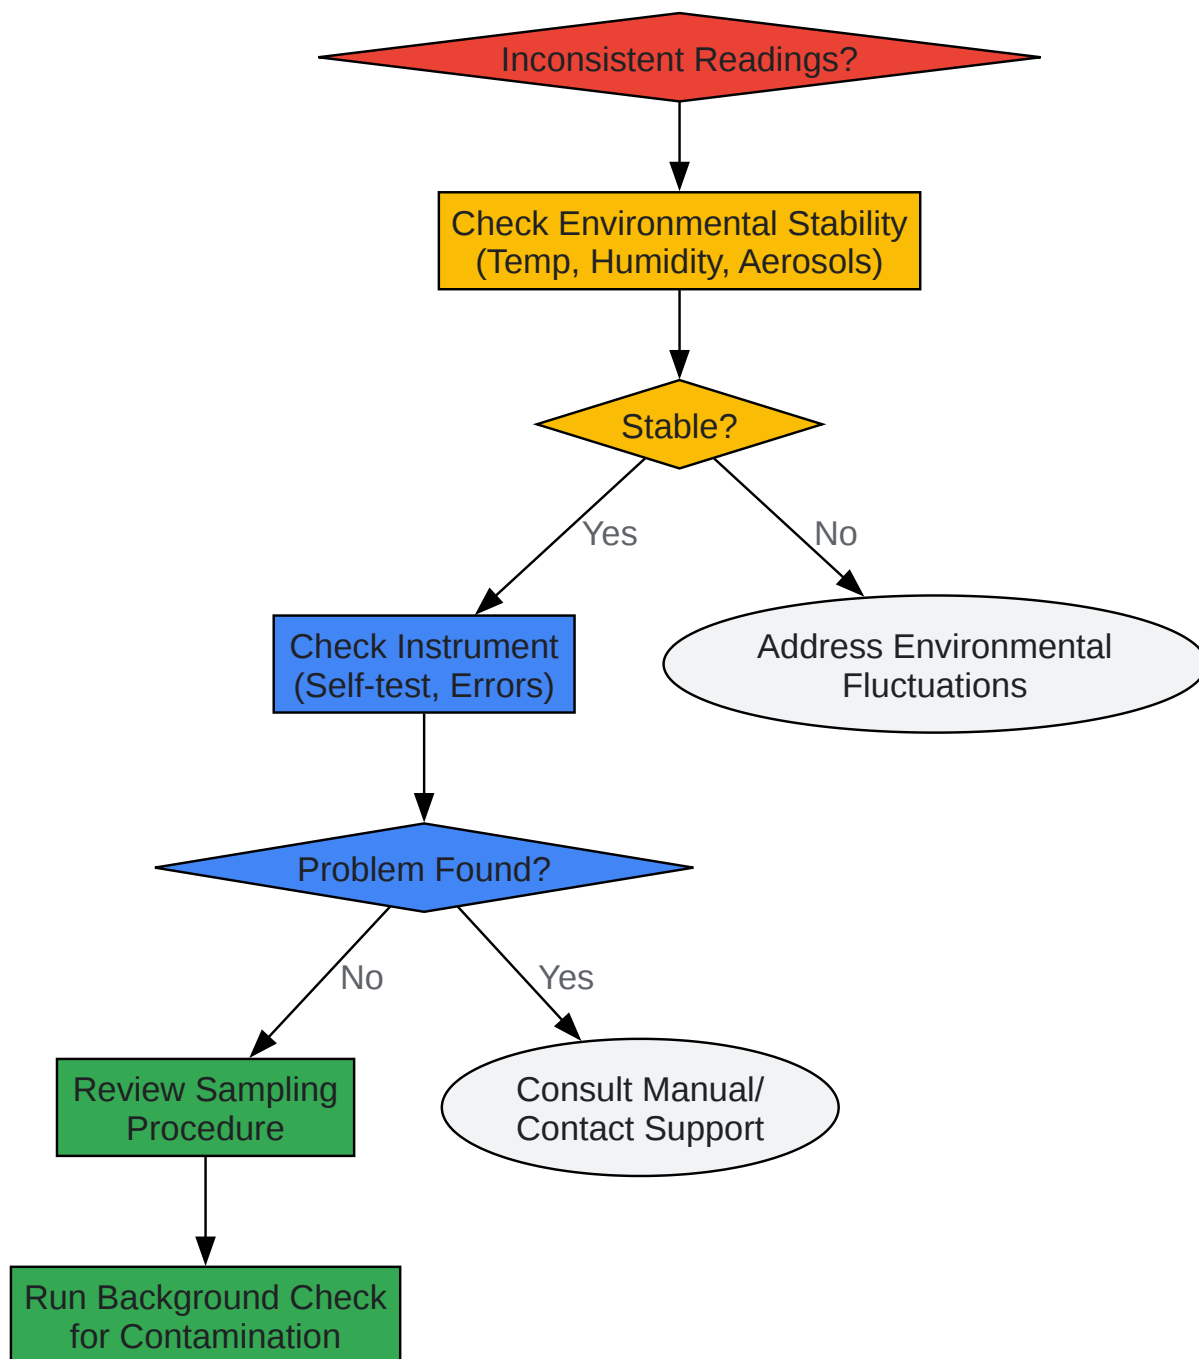 Inconsistent Readings?
Check Environmental Stability
(Temp, Humidity, Aerosols)
Stable?
Yes
No
Check Instrument
(Self-test, Errors)
Address Environmental
Fluctuations
Problem Found?
No
Yes
Review Sampling
Procedure
Consult Manual/
Contact Support
Run Background Check
for Contamination